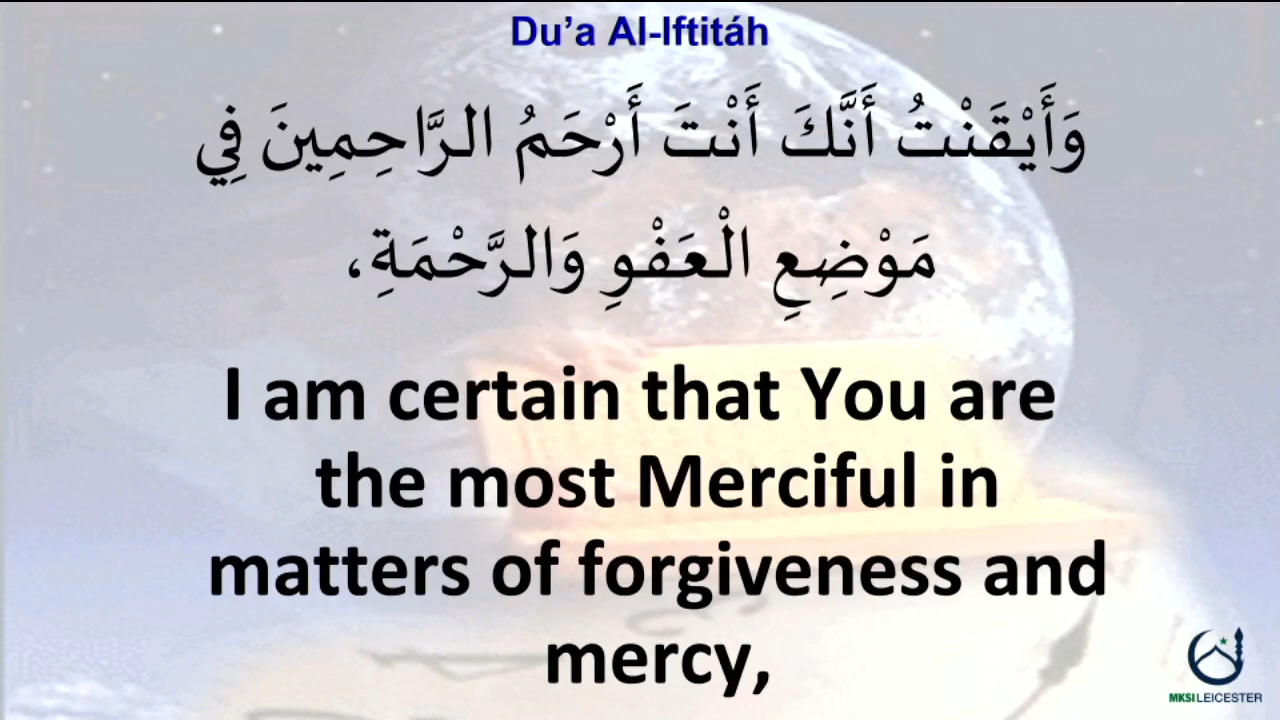 Du’a Al-Iftitáh
وَأَيْقَنْتُ أَنَّكَ أَنْتَ أَرْحَمُ الرَّاحِمِينَ فِي
مَوْضِعِ الْعَفْوِ وَالرَّحْمَةِ،
I am certain that You are
the most Merciful in
matters of forgiveness and
mercy,
MKSI LEICESTER